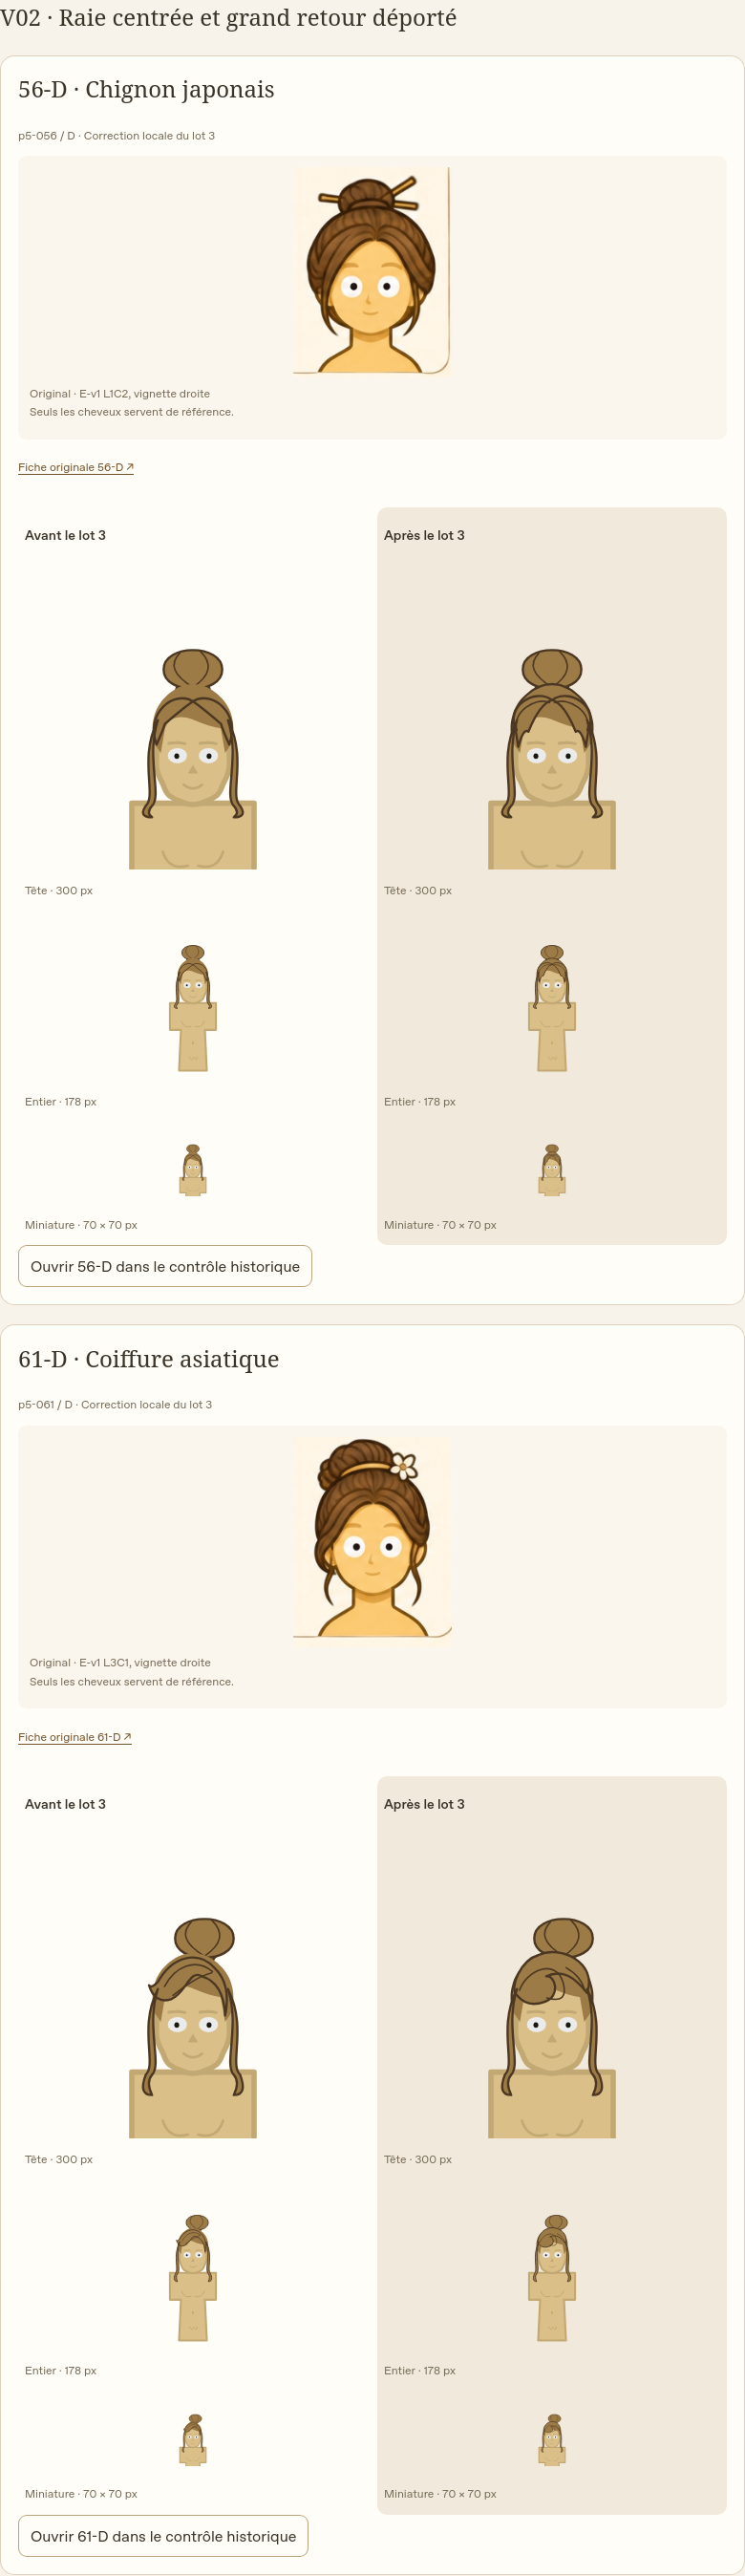 V02 · Raie centrée et grand retour déporté
56-D · Chignon japonais
p5-056 / D · Correction locale du lot 3
Original · E-v1 L1C2, vignette droite
Seuls les cheveux servent de référence.
Fiche originale 56-D ↗
Avant le lot 3
Après le lot 3
Tête · 300 px
Tête · 300 px
Entier · 178 px
Entier · 178 px
Miniature · 70 × 70 px
Miniature · 70 × 70 px
Ouvrir 56-D dans le contrôle historique
61-D · Coiffure asiatique
p5-061 / D · Correction locale du lot 3
Original · E-v1 L3C1, vignette droite
Seuls les cheveux servent de référence.
Fiche originale 61-D ↗
Avant le lot 3
Après le lot 3
Tête · 300 px
Tête · 300 px
Entier · 178 px
Entier · 178 px
Miniature · 70 × 70 px
Miniature · 70 × 70 px
Ouvrir 61-D dans le contrôle historique